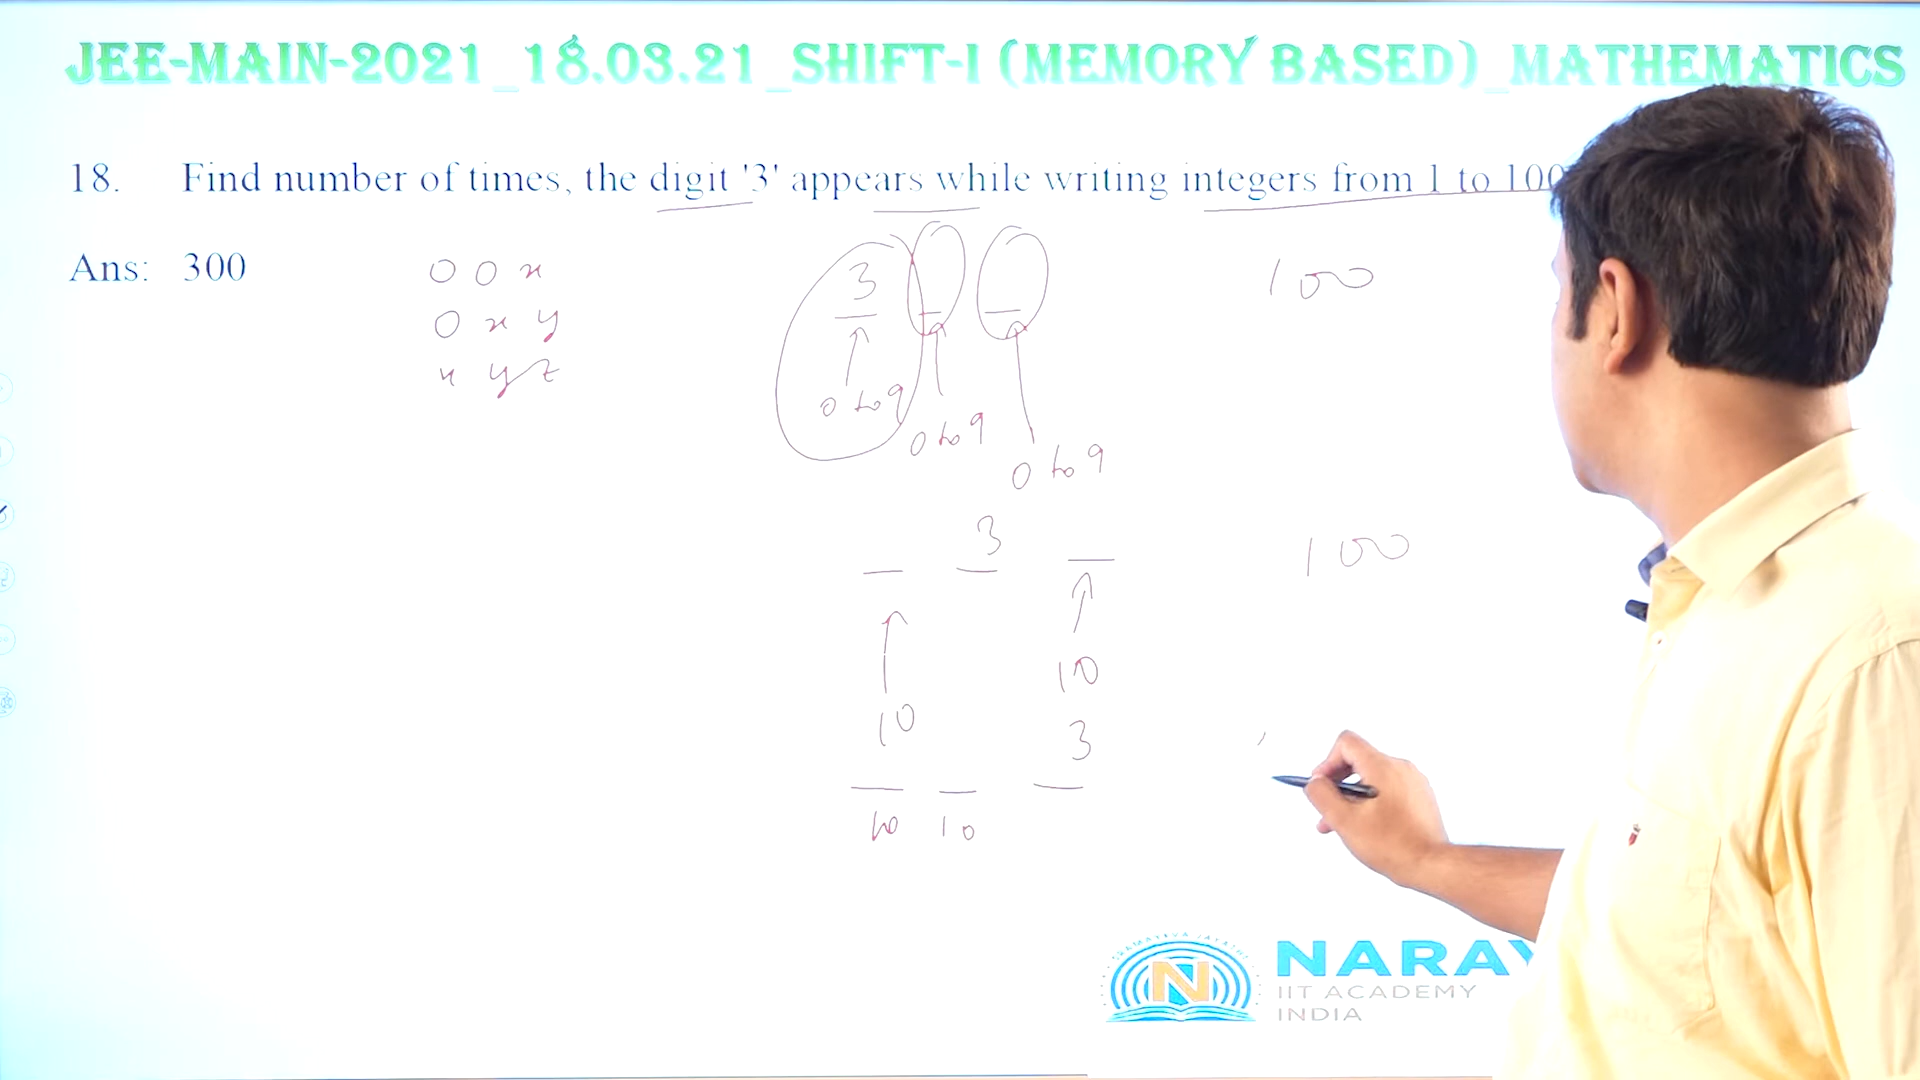 JEE-MAIN-2021_18.03.21_SHIFT-I (MEMORY BASED)_MATHEMATICS
18. Find number of times, the digit '3' appears while writing integers from 1 to 100
Ans: 300
0 0 x
0 x y
x y z
3
100
0 to 9
0 to 9
0 to 9
3
100
10
10
3
10 10
N
NARAY
IIT ACADEMY
INDIA